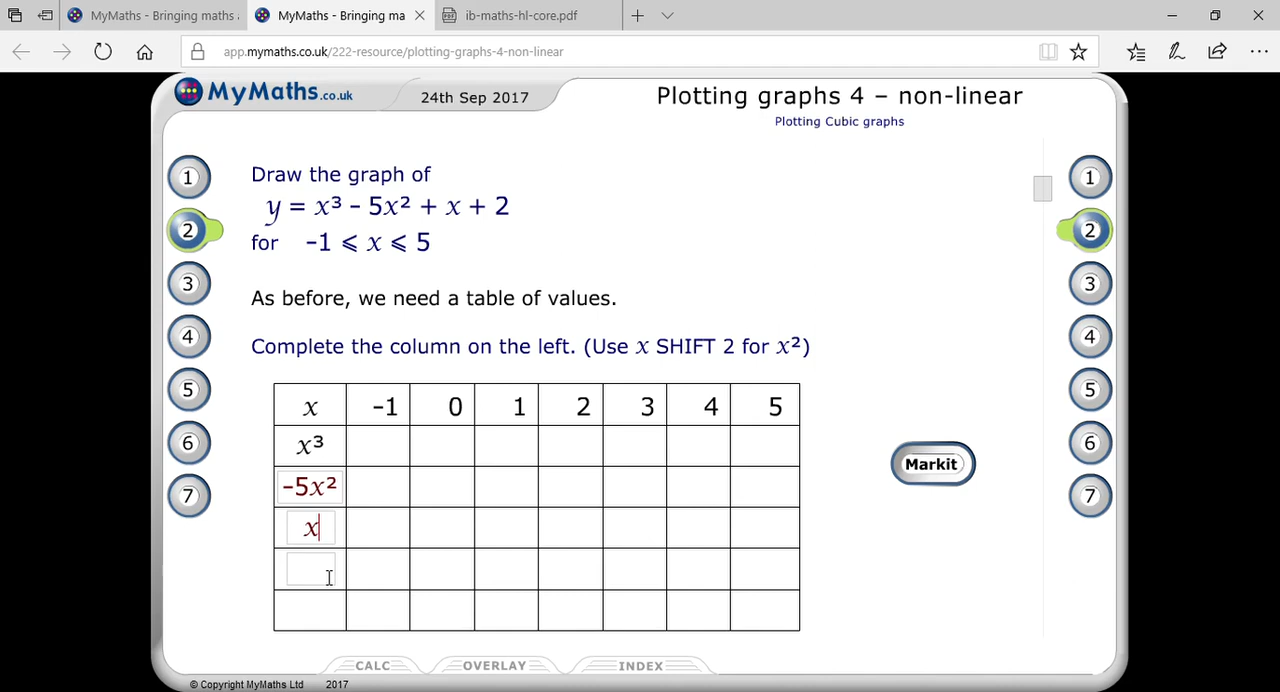 MyMaths - Bringing maths
MyMaths - Bringing ma
ib-maths-hl-core.pdf
app.mymaths.co.uk/222-resource/plotting-graphs-4-non-linear
MyMaths.co.uk
24th Sep 2017
Plotting graphs 4 – non-linear
Plotting Cubic graphs
1
2
3
4
5
6
7
Draw the graph of
y = x³ - 5x² + x + 2
for -1 ⩽ x ⩽ 5
As before, we need a table of values.
Complete the column on the left. (Use x SHIFT 2 for x²)
x -1 0 1 2 3 4 5
x³
-5x²
x
Markit
1
2
3
4
5
6
7
CALC OVERLAY INDEX
© Copyright MyMaths Ltd 2017